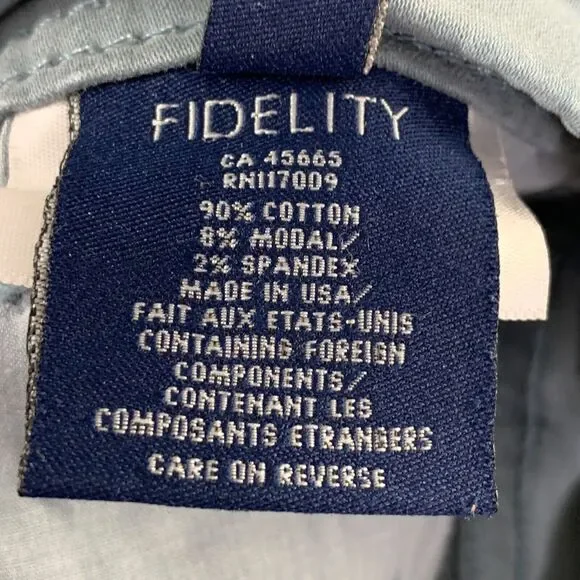 FIDELITY
CA 45665
RN117009
90% COTTON
8% MODAL/
2% SPANDEX
MADE IN USA/
FAIT AUX ETATS-UNIS
CONTAINING FOREIGN
COMPONENTS/
CONTENANT LES
COMPOSANTS ETRANGERS
CARE ON REVERSE